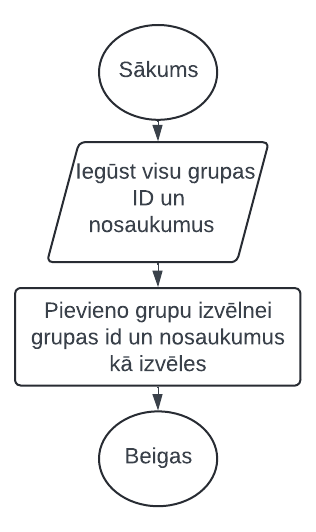 Sākums
Iegūst visu grupas
ID un
nosaukumus
Pievieno grupu izvēlnei
grupas id un nosaukumus
kā izvēles
Beigas